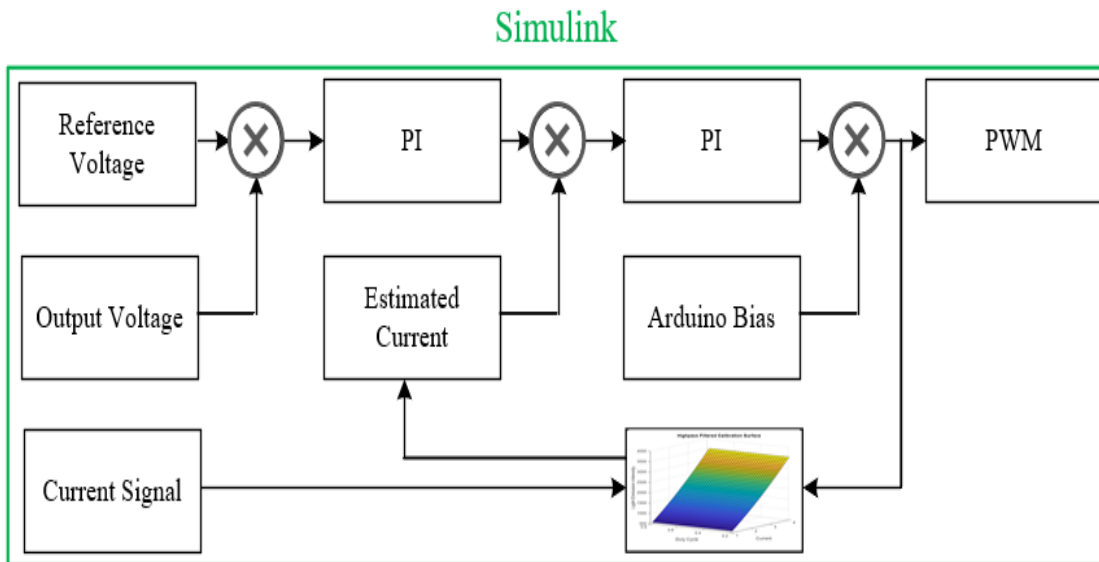 Simulink
Reference
Voltage
PI
PI
PWM
Output Voltage
Estimated
Current
Arduino Bias
Current Signal
Highpass Filtered Calibration Surface
Duty Cycle
Current